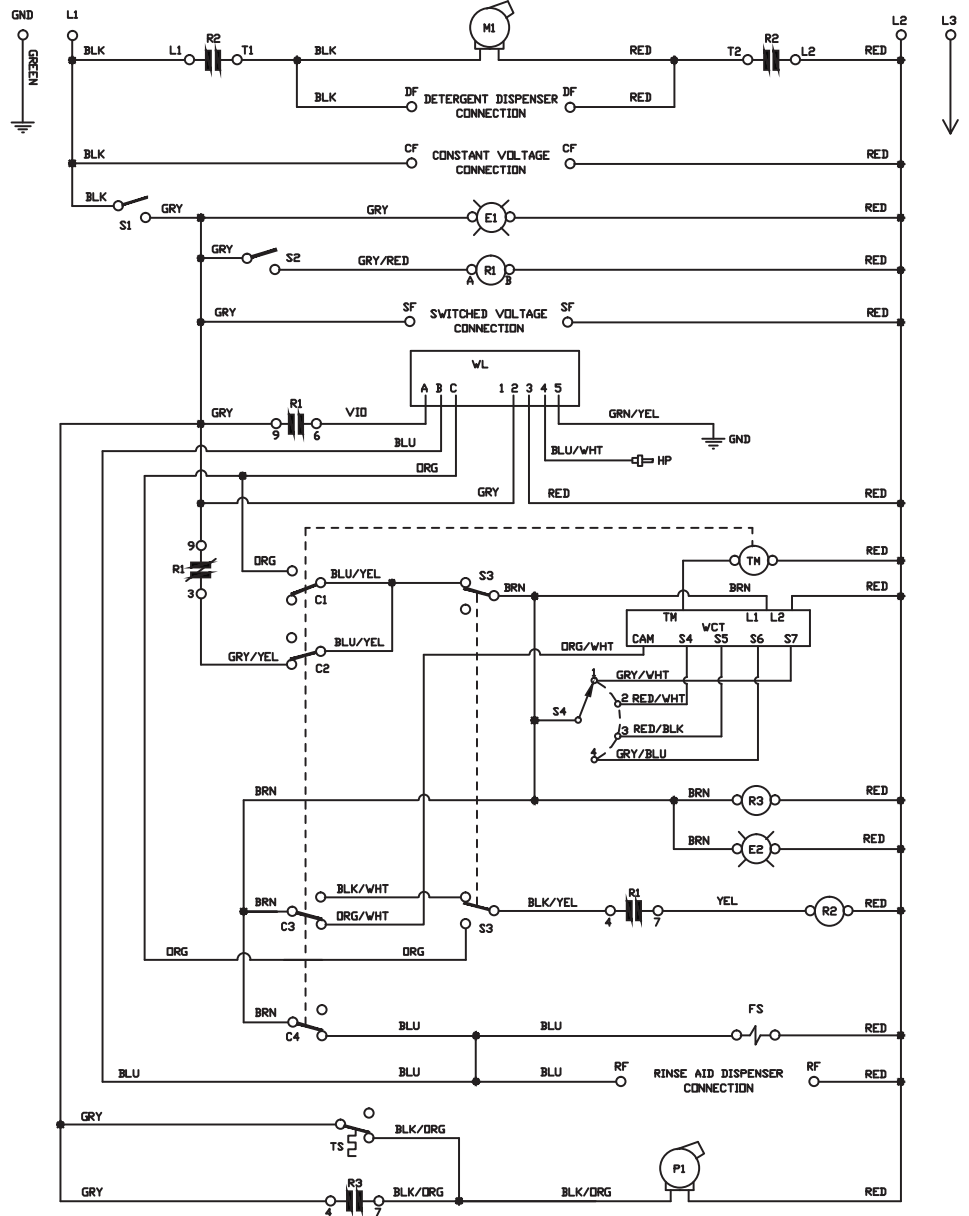 GND L1 L2 L3
GREEN
M1
BLK L1 R2 T1 BLK RED T2 R2 L2 RED
BLK DF DETERGENT DISPENSER DF RED
CONNECTION
BLK CF CONSTANT VOLTAGE CF RED
CONNECTION
BLK S1 GRY GRY E1 RED
GRY S2 GRY/RED A R1 B RED
GRY SF SWITCHED VOLTAGE SF RED
CONNECTION
WL
A B C 1 2 3 4 5
GRY 9 R1 6 VIO GRN/YEL GND
BLU BLU/WHT HP
ORG
GRY RED RED
9 R1 3
ORG TM RED
BLU/YEL C1 S3 BRN BRN RED
TM L1 L2
WCT
CAM S4 S5 S6 S7
BLU/YEL ORG/WHT
GRY/YEL C2
1 GRY/WHT
S4 2 RED/WHT
3 RED/BLK
4 GRY/BLU
BRN BRN R3 RED
BRN E2 RED
BLK/WHT
BRN C3 ORG/WHT S3 BLK/YEL 4 R1 7 YEL R2 RED
ORG ORG
BRN C4 BLU BLU FS RED
BLU BLU BLU RF RINSE AID DISPENSER RF RED
CONNECTION
GRY TS BLK/ORG
P1
GRY 4 R3 7 BLK/ORG BLK/ORG RED